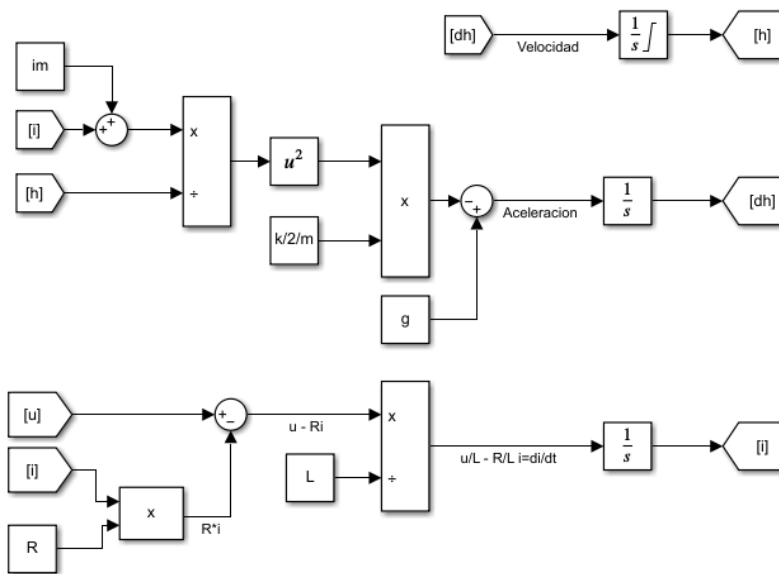 [dh]
Velocidad
1
s
[h]
im
[i]
+
+
x
[h]
÷
u²
k/2/m
x
−
+
Aceleracion
1
s
[dh]
g
[u]
+
−
u - Ri
x
[i]
L
÷
u/L - R/L i=di/dt
1
s
[i]
R
x
R*i